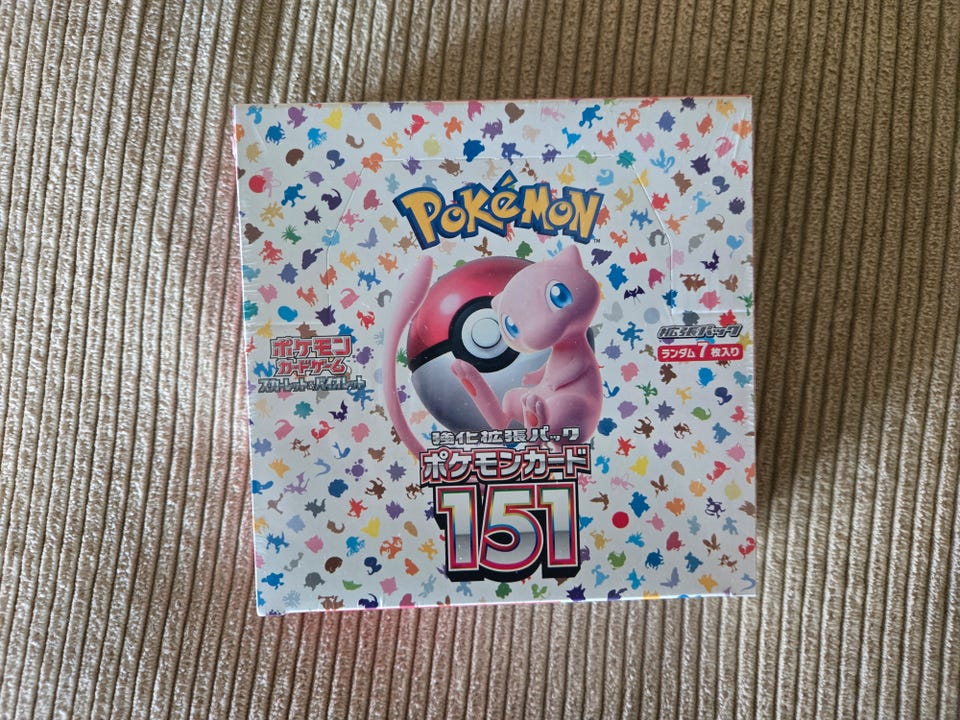 POKéMON
TM
ポケモン
カードゲーム
スカーレット&バイオレット
拡張パック
ランダム7枚入り
強化拡張パック
ポケモンカード
151